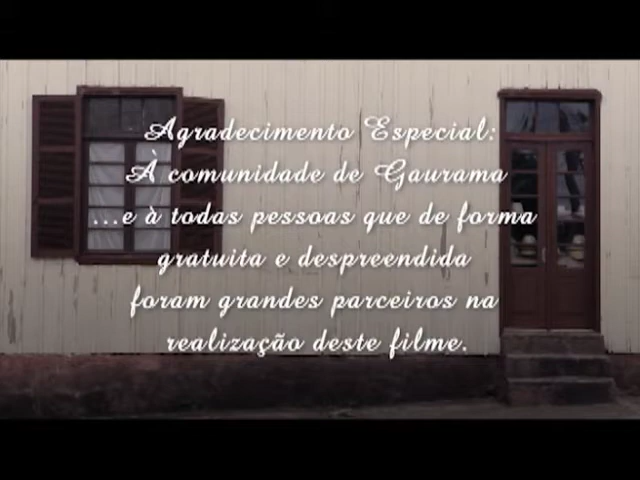 Agradecimento Especial:
À comunidade de Gaurama
...e à todas pessoas que de forma
gratuita e despreendida
foram grandes parceiros na
realização deste filme.